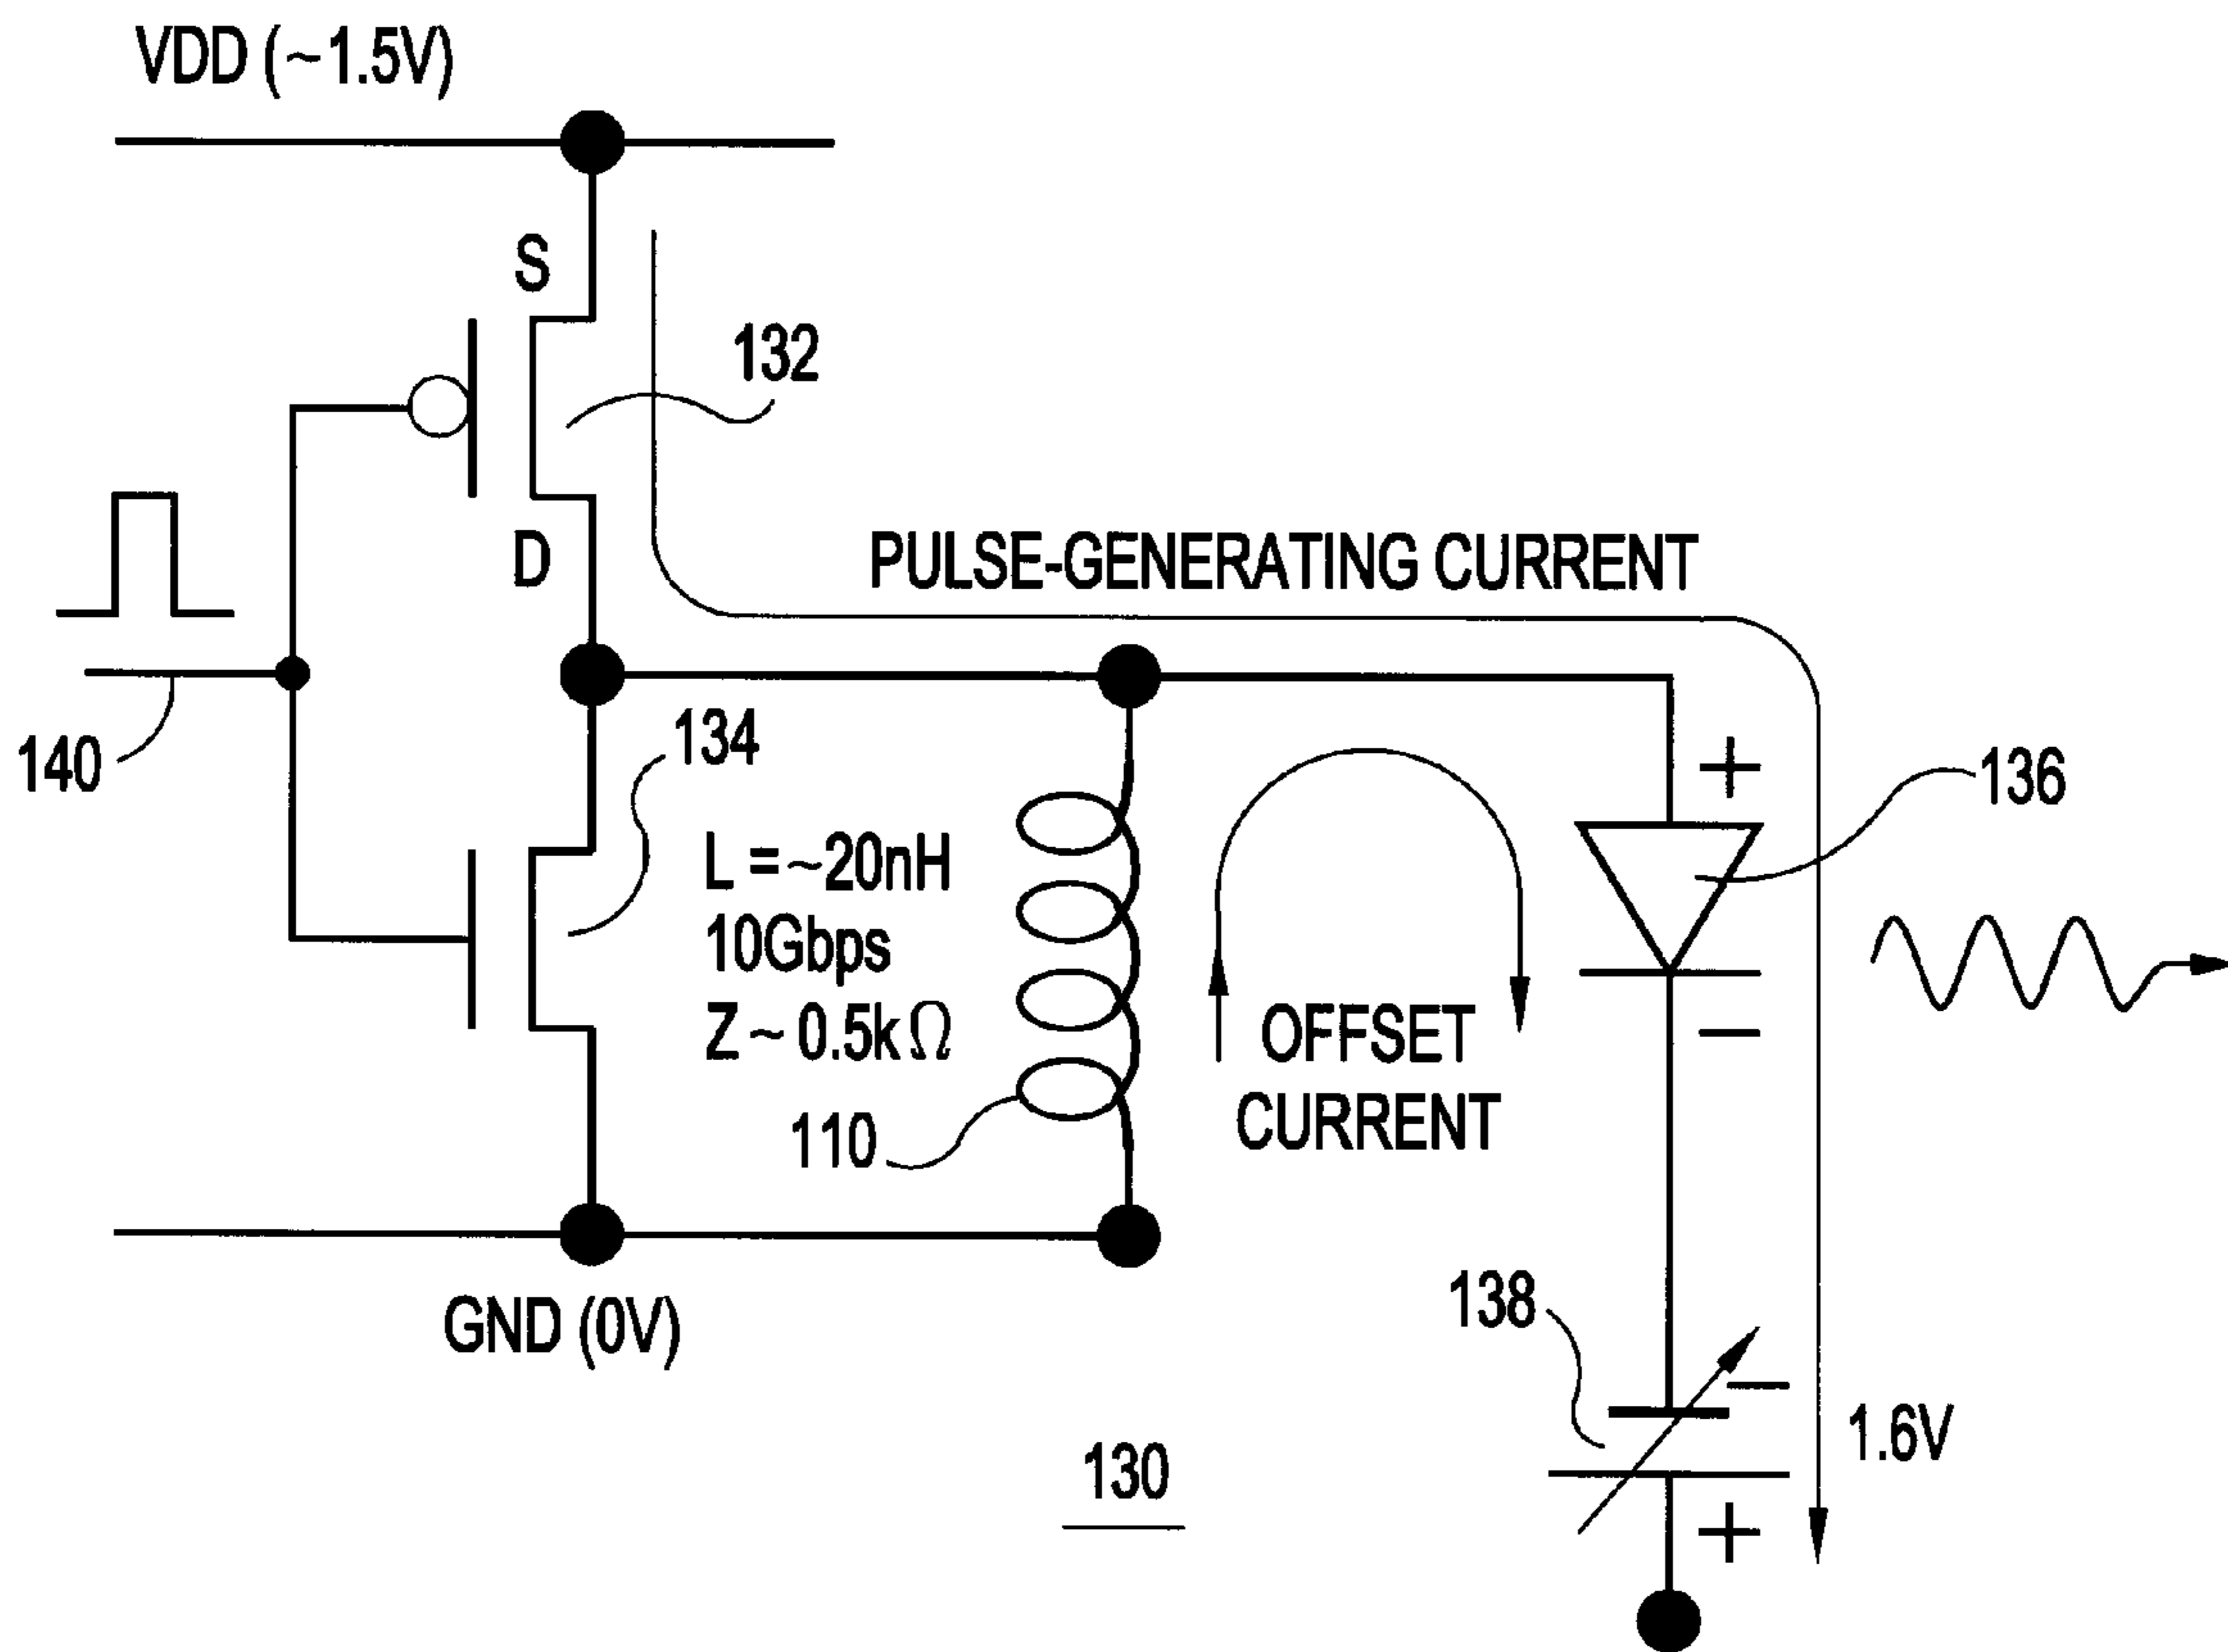 VDD (~1.5V)
S
132
D
PULSE-GENERATING CURRENT
140
134
+
136
L = ~20nH
10Gbps
Z ~ 0.5kΩ
110
OFFSET
CURRENT
−
GND (0V)
138
−
1.6V
130
+